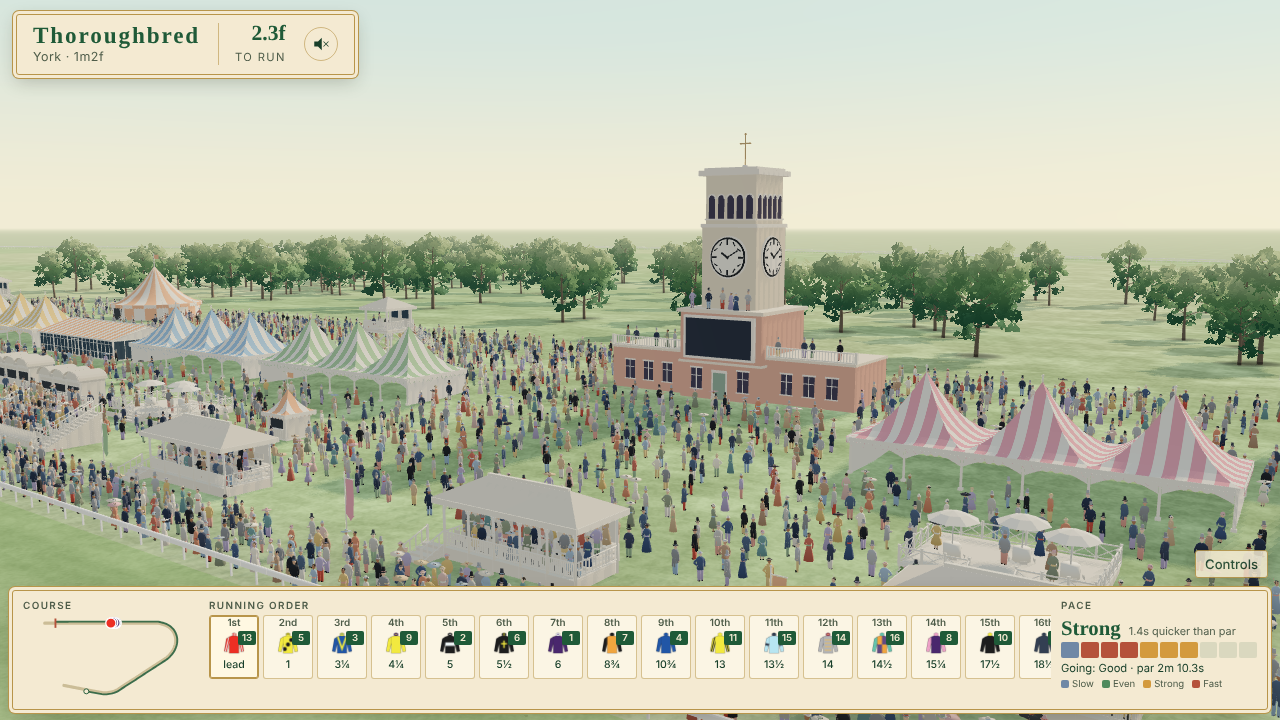 Thoroughbred
York · 1m2f
2.3f
TO RUN
Controls
COURSE
RUNNING ORDER
1st 2nd 3rd 4th 5th 6th 7th 8th 9th 10th 11th 12th 13th 14th 15th 16th
13 5 3 9 2 6 1 7 4 11 15 14 16 8 10
lead 1 3¼ 4¼ 5 5½ 6 8¾ 10¾ 13 13½ 14 14½ 15¼ 17½
PACE
Strong 1.4s quicker than par
Going: Good · par 2m 10.3s
Slow Even Strong Fast